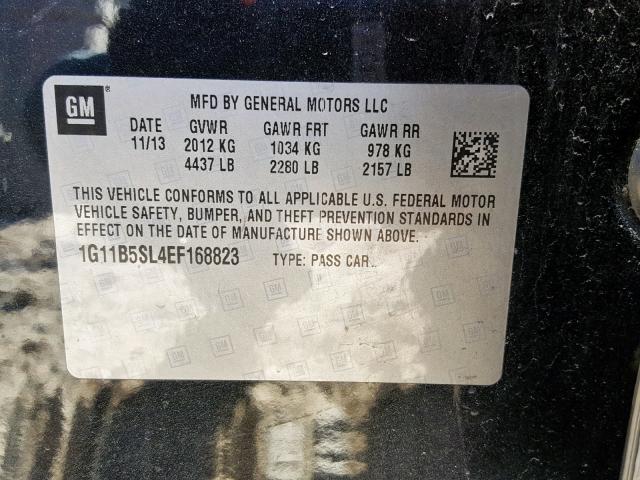 GM ®
MFD BY GENERAL MOTORS LLC
DATE GVWR GAWR FRT GAWR RR
11/13 2012 KG 1034 KG 978 KG
4437 LB 2280 LB 2157 LB
THIS VEHICLE CONFORMS TO ALL APPLICABLE U.S. FEDERAL MOTOR
VEHICLE SAFETY, BUMPER, AND THEFT PREVENTION STANDARDS IN
EFFECT ON THE DATE OF MANUFACTURE SHOWN ABOVE.
1G11B5SL4EF168823 TYPE: PASS CAR